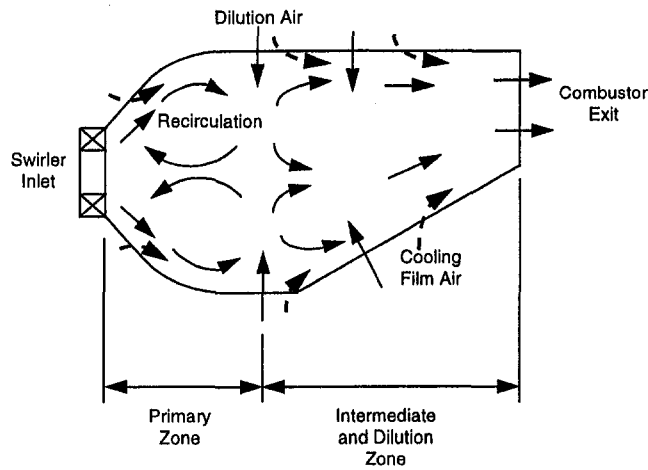 Dilution Air
Combustor
Exit
Recirculation
Swirler
Inlet
Cooling
Film Air
Primary
Zone
Intermediate
and Dilution
Zone